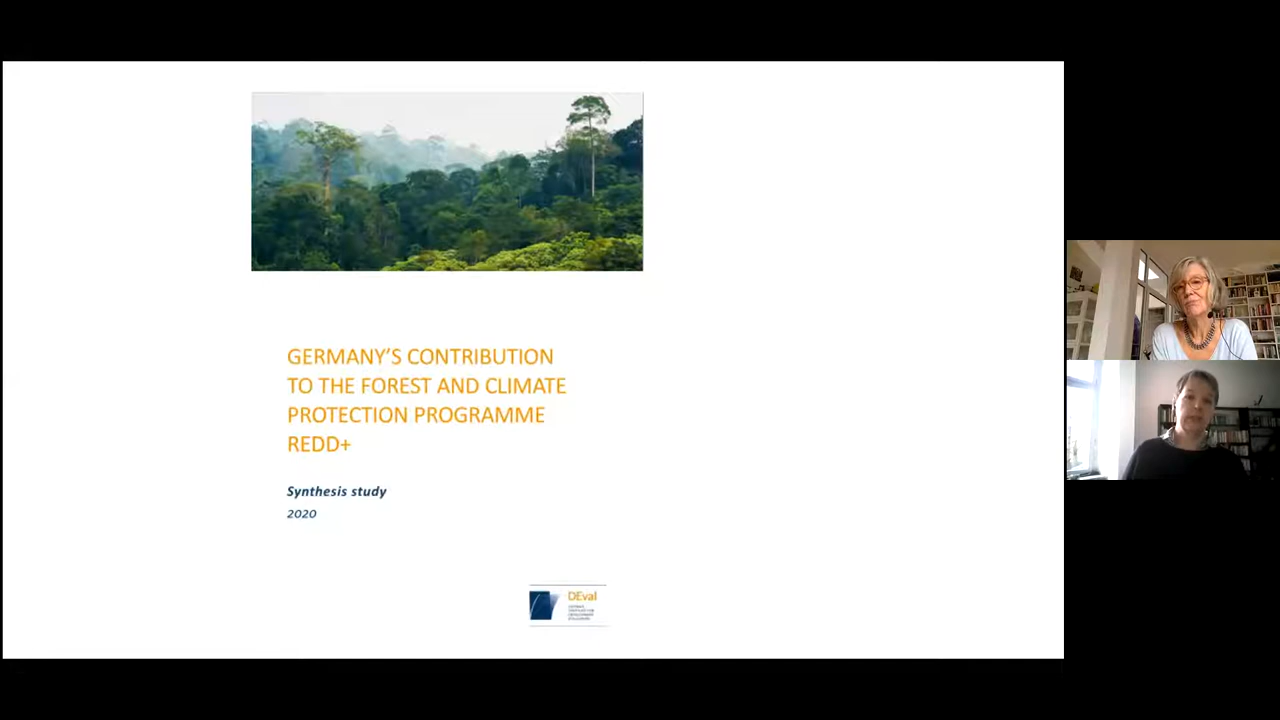 GERMANY’S CONTRIBUTION
TO THE FOREST AND CLIMATE
PROTECTION PROGRAMME
REDD+
Synthesis study
2020
DEval